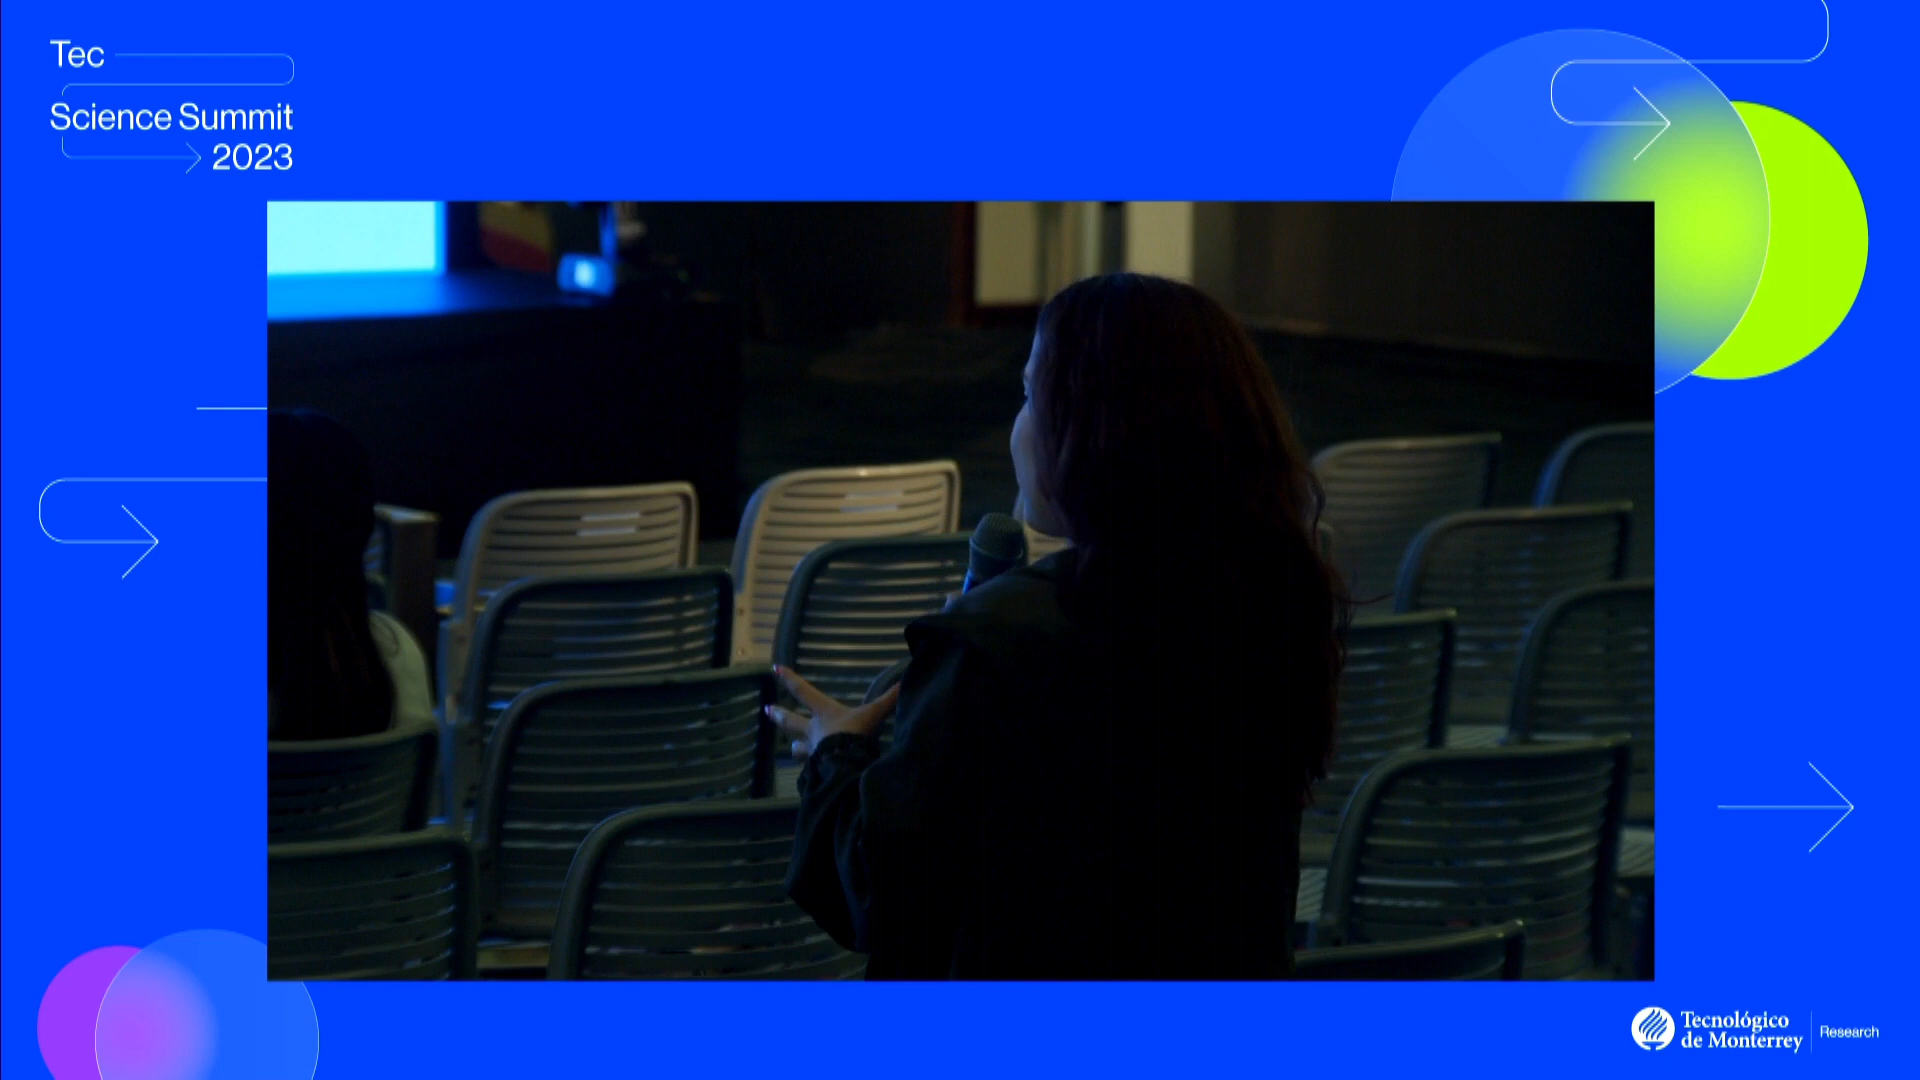 Tec
Science Summit
2023
Tecnológico
de Monterrey
Research